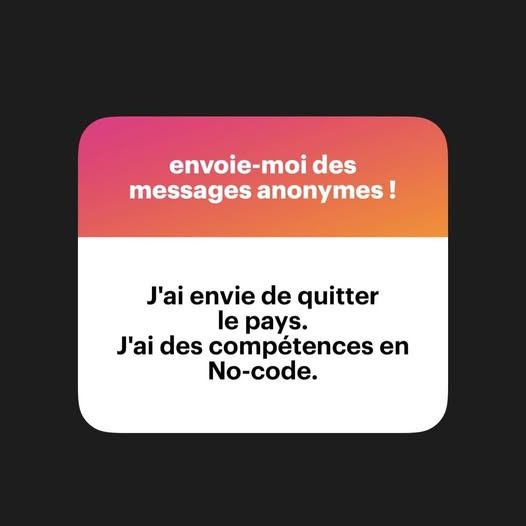 envoie-moi des
messages anonymes !
J'ai envie de quitter
le pays.
J'ai des compétences en
No-code.